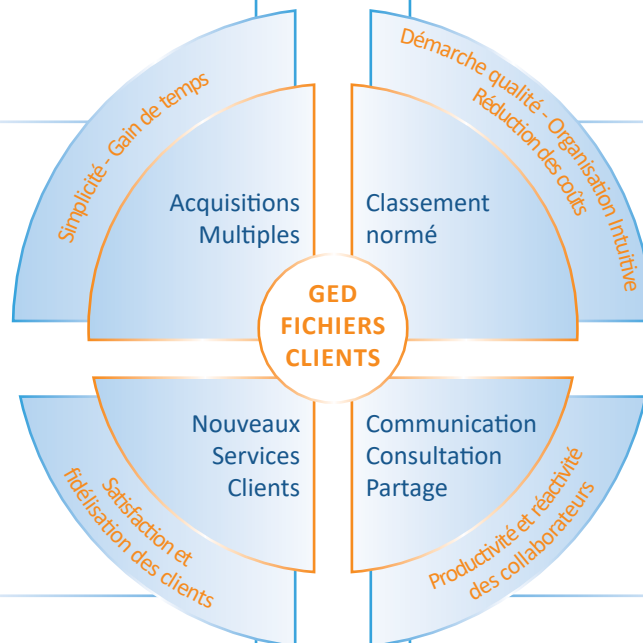 Simplicité - Gain de temps
Démarche qualité - Organisation Intuitive
Réduction des coûts
Acquisitions
Multiples
Classement
normé
GED
FICHIERS
CLIENTS
Nouveaux
Services
Clients
Communication
Consultation
Partage
Satisfaction et
fidélisation des clients
Productivité et réactivité
des collaborateurs